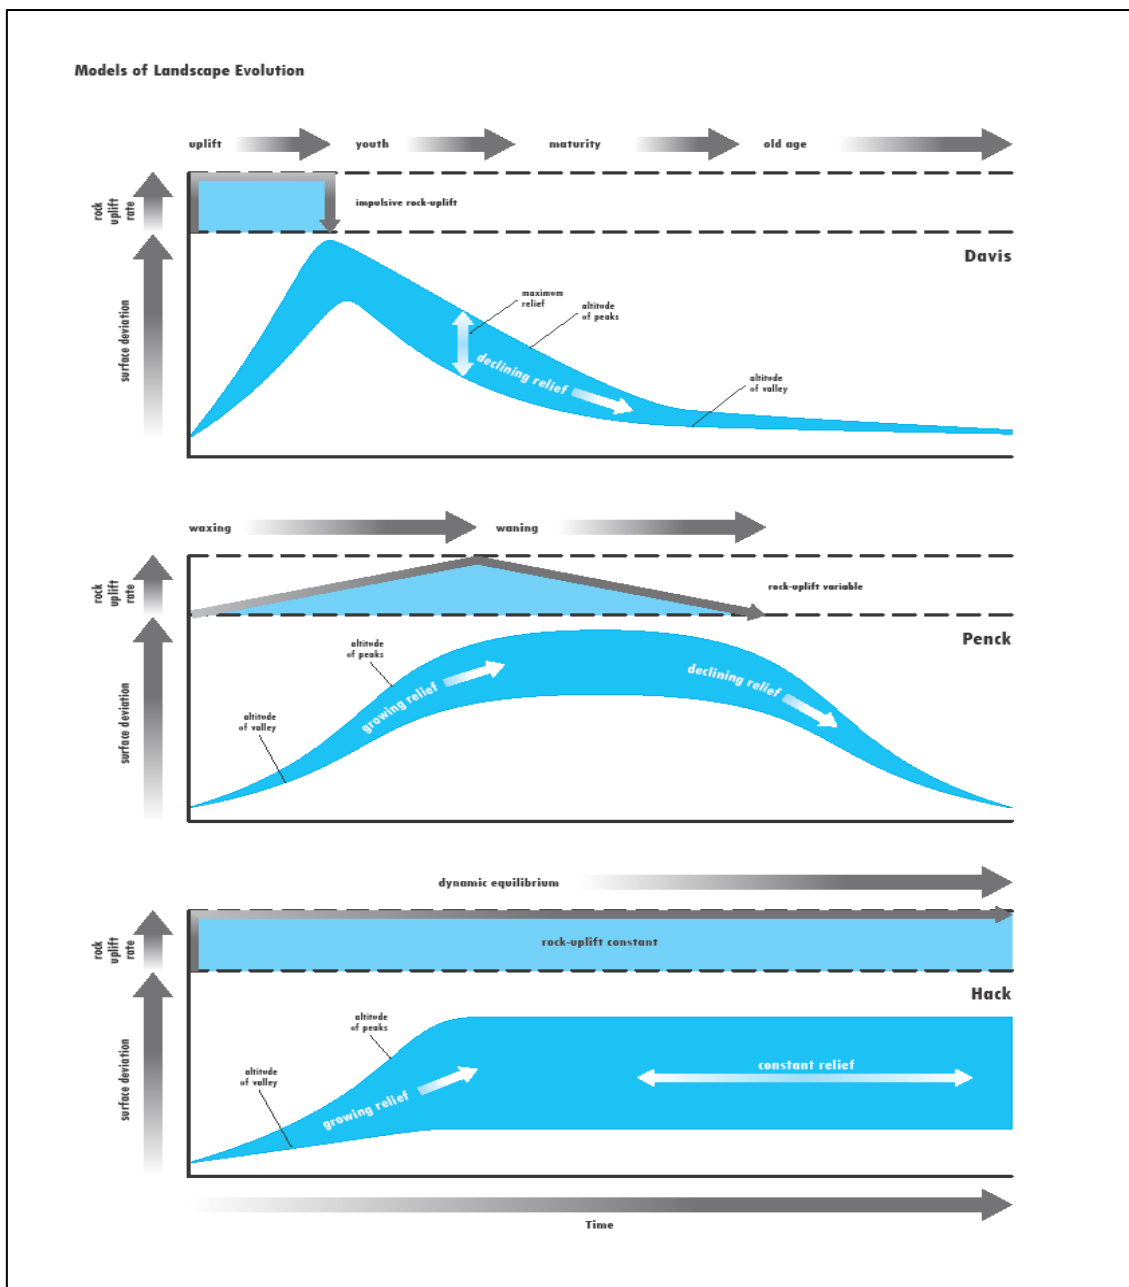 Models of Landscape Evolution
uplift
youth
maturity
old age
rock
uplift
rate
impulsive rock-uplift
Davis
surface deviation
maximum
relief
altitude
of peaks
declining relief
altitude
of valley
waxing
waning
rock
uplift
rate
rock-uplift variable
Penck
surface deviation
altitude
of peaks
growing relief
declining relief
altitude
of valley
dynamic equilibrium
rock
uplift
rate
rock-uplift constant
Hack
surface deviation
altitude
of peaks
altitude
of valley
growing relief
constant relief
Time